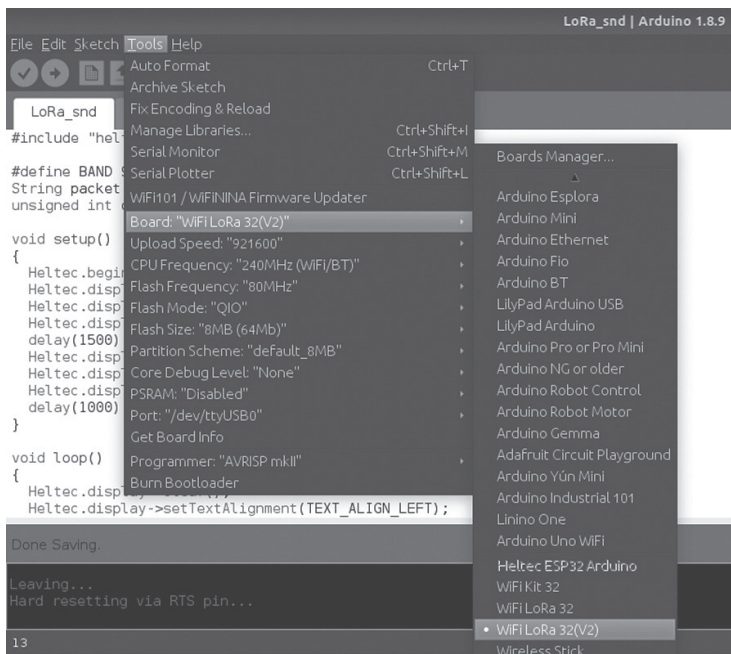 LoRa_snd | Arduino 1.8.9
File Edit Sketch Tools Help
LoRa_snd
#include "hel
#define BAND
String packet
unsigned int
void setup()
{
Heltec.begi
Heltec.disp
Heltec.disp
Heltec.disp
delay(1500)
Heltec.disp
Heltec.disp
Heltec.disp
delay(1000)
}
void loop()
{
Heltec.disp
Heltec.display->setTextAlignment(TEXT_ALIGN_LEFT);
Auto Format Ctrl+T
Archive Sketch
Fix Encoding & Reload
Manage Libraries... Ctrl+Shift+I
Serial Monitor Ctrl+Shift+M
Serial Plotter Ctrl+Shift+L
WiFi101 / WiFiNINA Firmware Updater
Board: "WiFi LoRa 32(V2)"
Upload Speed: "921600"
CPU Frequency: "240MHz (WiFi/BT)"
Flash Frequency: "80MHz"
Flash Mode: "QIO"
Flash Size: "8MB (64Mb)"
Partition Scheme: "default_8MB"
Core Debug Level: "None"
PSRAM: "Disabled"
Port: "/dev/ttyUSB0"
Get Board Info
Programmer: "AVRISP mkII"
Burn Bootloader
Boards Manager...
Arduino Esplora
Arduino Mini
Arduino Ethernet
Arduino Fio
Arduino BT
LilyPad Arduino USB
LilyPad Arduino
Arduino Pro or Pro Mini
Arduino NG or older
Arduino Robot Control
Arduino Robot Motor
Arduino Gemma
Adafruit Circuit Playground
Arduino Yún Mini
Arduino Industrial 101
Linino One
Arduino Uno WiFi
Heltec ESP32 Arduino
WiFi Kit 32
WiFi LoRa 32
WiFi LoRa 32(V2)
Wireless Stick
Done Saving.
Leaving...
Hard resetting via RTS pin...
13